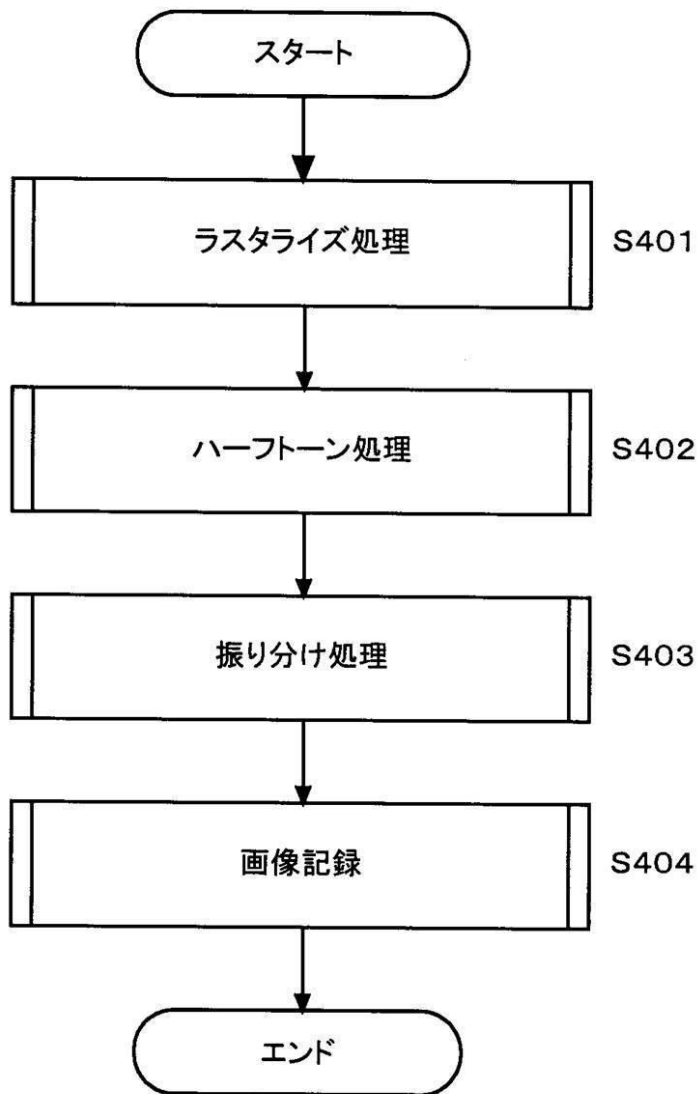 スタート
ラスタライズ処理 S401
ハーフトーン処理 S402
振り分け処理 S403
画像記録 S404
エンド